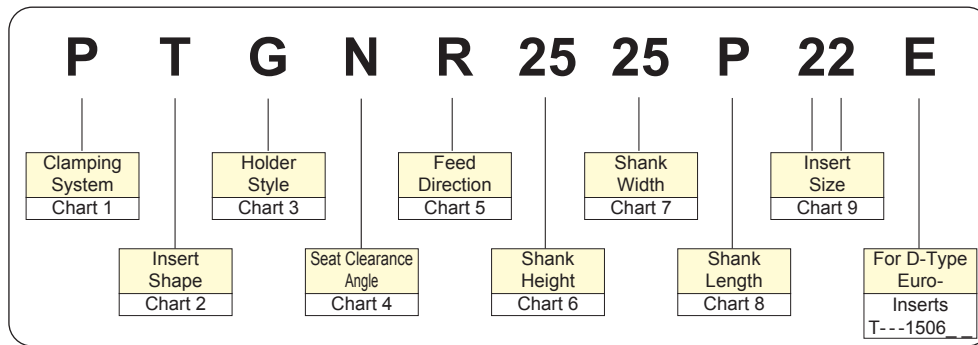 P T G N R 25 25 P 22 E
Clamping
System
Chart 1
Holder
Style
Chart 3
Feed
Direction
Chart 5
Shank
Width
Chart 7
Insert
Size
Chart 9
Insert
Shape
Chart 2
Seat Clearance
Angle
Chart 4
Shank
Height
Chart 6
Shank
Length
Chart 8
For D-Type
Euro-
Inserts
T---1506_ _